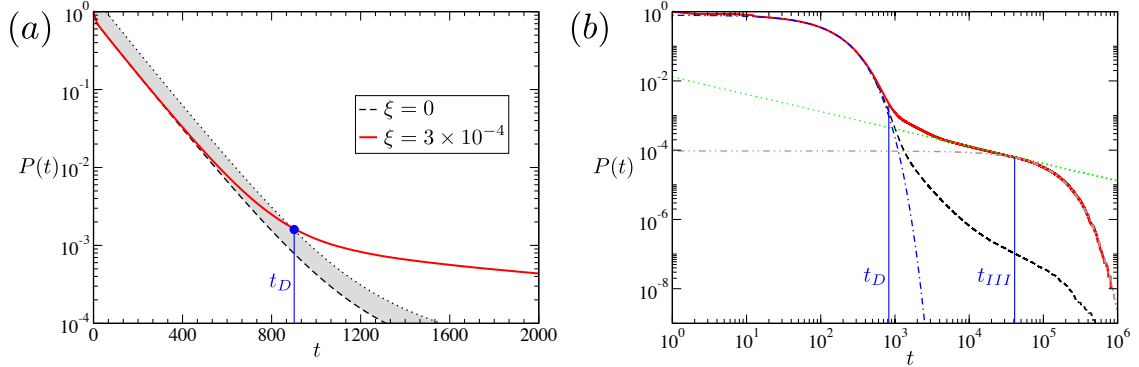 (a)
10^0
10^{-1}
10^{-2}
10^{-3}
10^{-4}
P(t)
ξ = 0
ξ = 3 × 10^{-4}
t_D
0 400 800 1200 1600 2000
t
(b)
10^0
10^{-2}
10^{-4}
10^{-6}
10^{-8}
P(t)
t_D
t_{III}
10^0 10^1 10^2 10^3 10^4 10^5 10^6
t